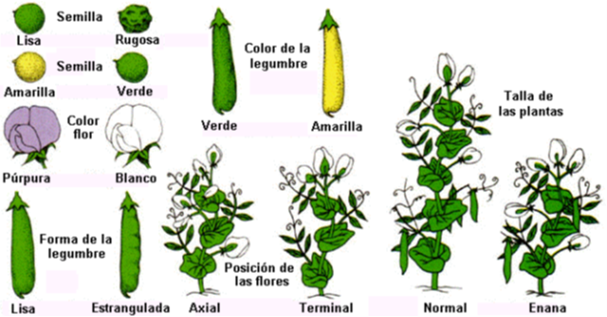 Semilla
Lisa Rugosa
Semilla
Amarilla Verde
Color
flor
Púrpura Blanco
Forma de la
legumbre
Lisa Estrangulada
Color de la
legumbre
Verde Amarilla
Posición de
las flores
Axial Terminal
Talla de
las plantas
Normal Enana